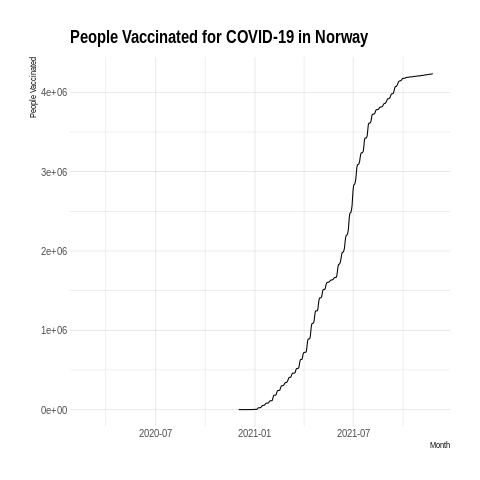 People Vaccinated for COVID-19 in Norway
People Vaccinated
4e+06
3e+06
2e+06
1e+06
0e+00
2020-07
2021-01
2021-07
Month